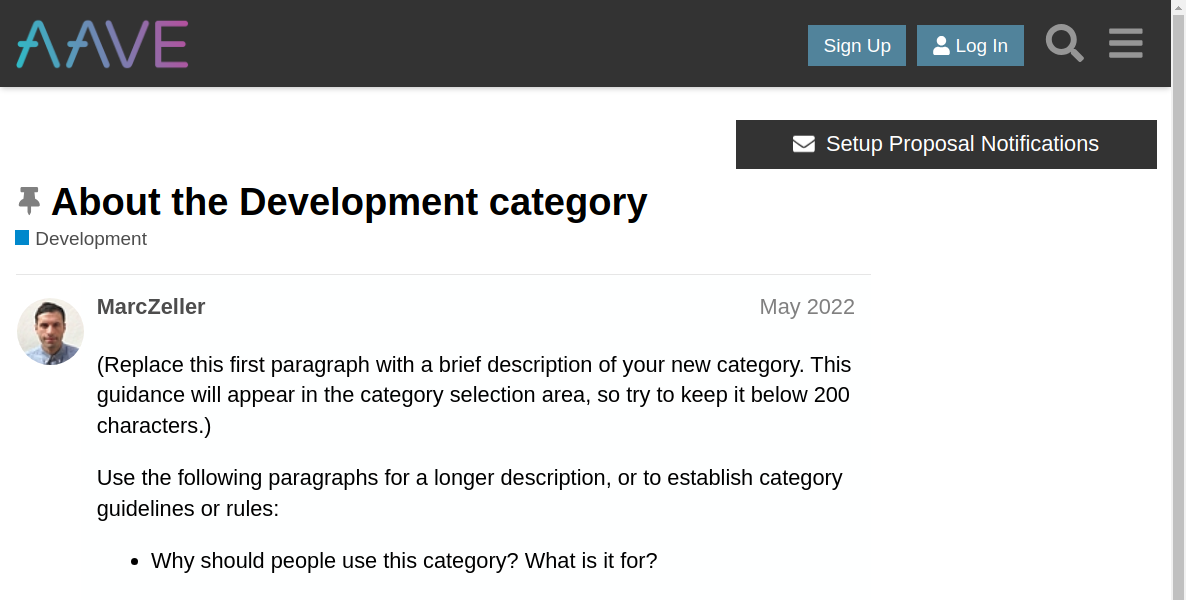 AAVE
Sign Up
Log In
Setup Proposal Notifications
About the Development category
Development
MarcZeller
May 2022
(Replace this first paragraph with a brief description of your new category. This
guidance will appear in the category selection area, so try to keep it below 200
characters.)
Use the following paragraphs for a longer description, or to establish category
guidelines or rules:
• Why should people use this category? What is it for?